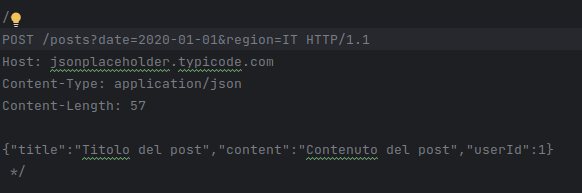 /
POST /posts?date=2020-01-01&region=IT HTTP/1.1
Host: jsonplaceholder.typicode.com
Content-Type: application/json
Content-Length: 57

{"title":"Titolo del post","content":"Contenuto del post","userId":1}
*/